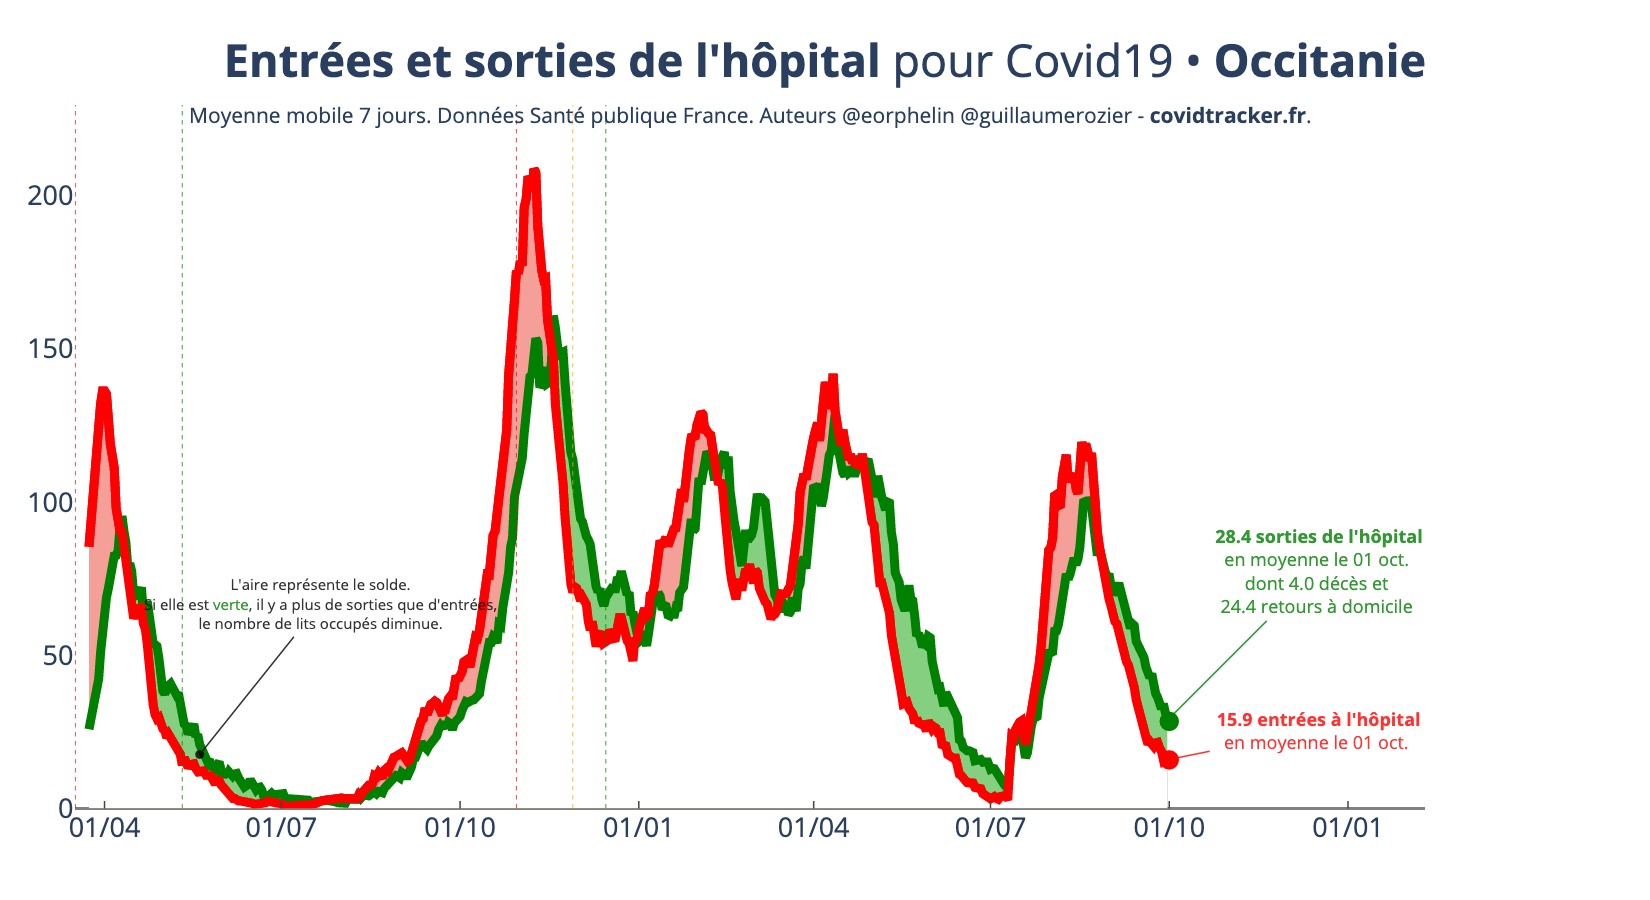 Entrées et sorties de l'hôpital pour Covid19 • Occitanie
Moyenne mobile 7 jours. Données Santé publique France. Auteurs @eorphelin @guillaumerozier - covidtracker.fr.
200
150
100
50
0
L'aire représente le solde.
Si elle est verte, il y a plus de sorties que d'entrées,
le nombre de lits occupés diminue.
28.4 sorties de l'hôpital
en moyenne le 01 oct.
dont 4.0 décès et
24.4 retours à domicile
15.9 entrées à l'hôpital
en moyenne le 01 oct.
01/04 01/07 01/10 01/01 01/04 01/07 01/10 01/01